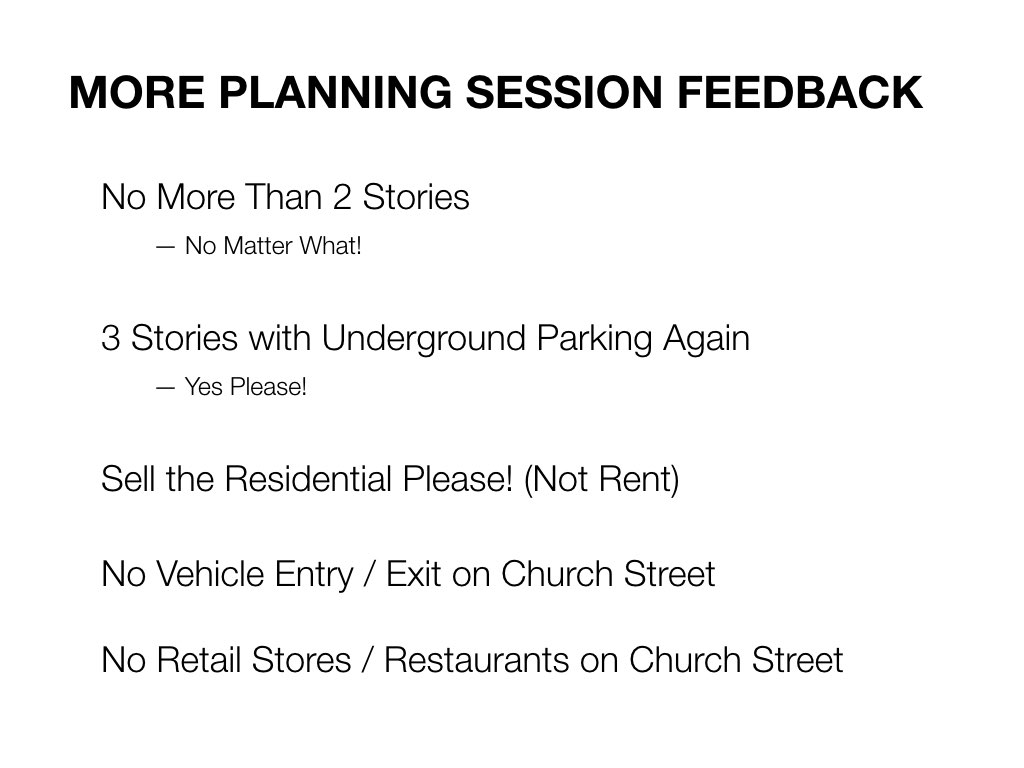 MORE PLANNING SESSION FEEDBACK
No More Than 2 Stories
— No Matter What!
3 Stories with Underground Parking Again
— Yes Please!
Sell the Residential Please! (Not Rent)
No Vehicle Entry / Exit on Church Street
No Retail Stores / Restaurants on Church Street